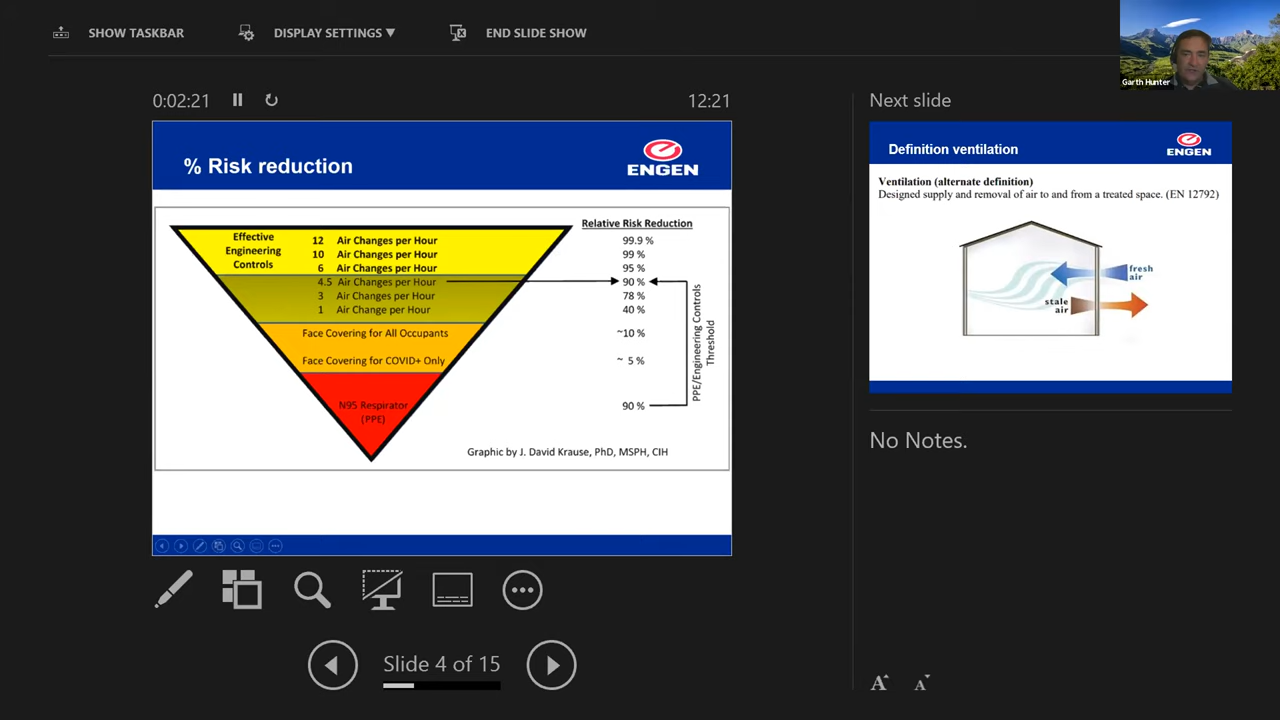 SHOW TASKBAR
DISPLAY SETTINGS ▼
END SLIDE SHOW
Garth Hunter
0:02:21
12:21
% Risk reduction
ENGEN
Relative Risk Reduction
Effective
Engineering
Controls
12 Air Changes per Hour 99.9 %
10 Air Changes per Hour 99 %
6 Air Changes per Hour 95 %
4.5 Air Changes per Hour 90 %
3 Air Changes per Hour 78 %
1 Air Change per Hour 40 %
Face Covering for All Occupants ~10 %
Face Covering for COVID+ Only ~ 5 %
N95 Respirator
(PPE)
90 %
PPE/Engineering Controls
Threshold
Graphic by J. David Krause, PhD, MSPH, CIH
Slide 4 of 15
Next slide
Definition ventilation
ENGEN
Ventilation (alternate definition)
Designed supply and removal of air to and from a treated space. (EN 12792)
fresh
air
stale
air
No Notes.
A A